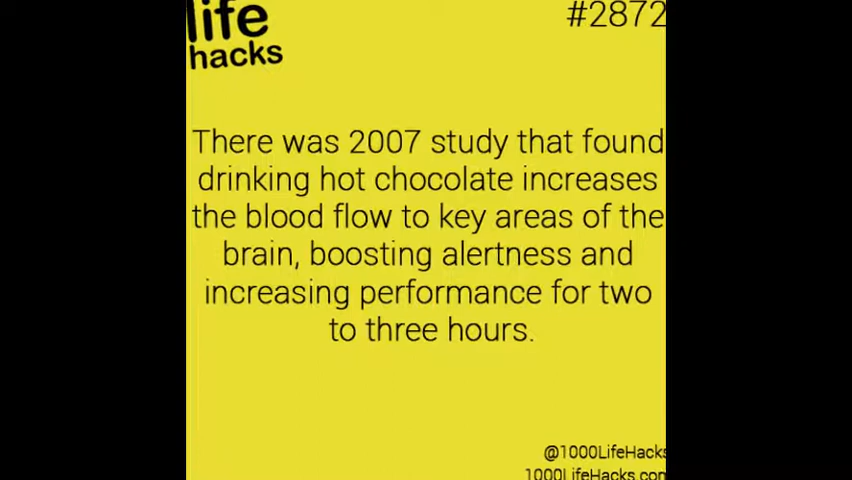 life
hacks
#2872
There was 2007 study that found
drinking hot chocolate increases
the blood flow to key areas of the
brain, boosting alertness and
increasing performance for two
to three hours.
@1000LifeHacks
1000LifeHacks.com